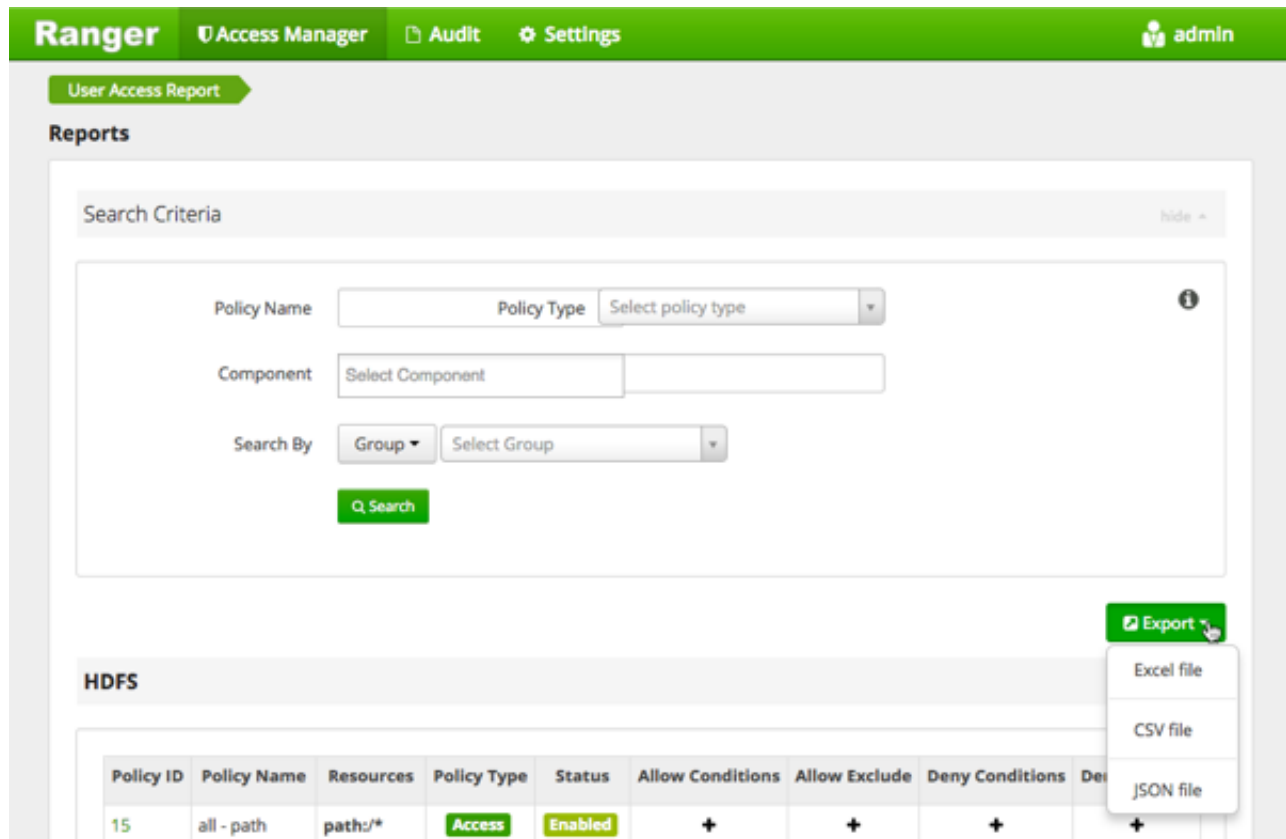 Ranger Access Manager Audit Settings admin
User Access Report
Reports
Search Criteria hide
Policy Name Policy Type Select policy type
Component Select Component
Search By Group Select Group
Search
Export
Excel file
HDFS
CSV file
Policy ID Policy Name Resources Policy Type Status Allow Conditions Allow Exclude Deny Conditions
JSON file
15 all - path path:/* Access Enabled + + + +